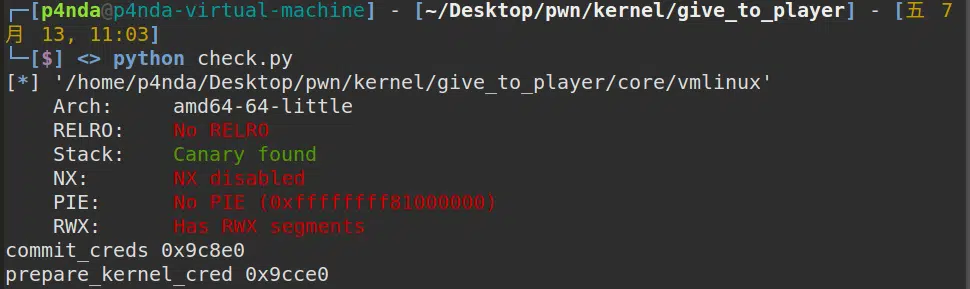 ┌─[p4nda@p4nda-virtual-machine] - [~/Desktop/pwn/kernel/give_to_player] - [五 7
月 13, 11:03]
└─[$] <> python check.py
[*] '/home/p4nda/Desktop/pwn/kernel/give_to_player/core/vmlinux'
    Arch:     amd64-64-little
    RELRO:    No RELRO
    Stack:    Canary found
    NX:       NX disabled
    PIE:      No PIE (0xffffffff81000000)
    RWX:      Has RWX segments
commit_creds 0x9c8e0
prepare_kernel_cred 0x9cce0